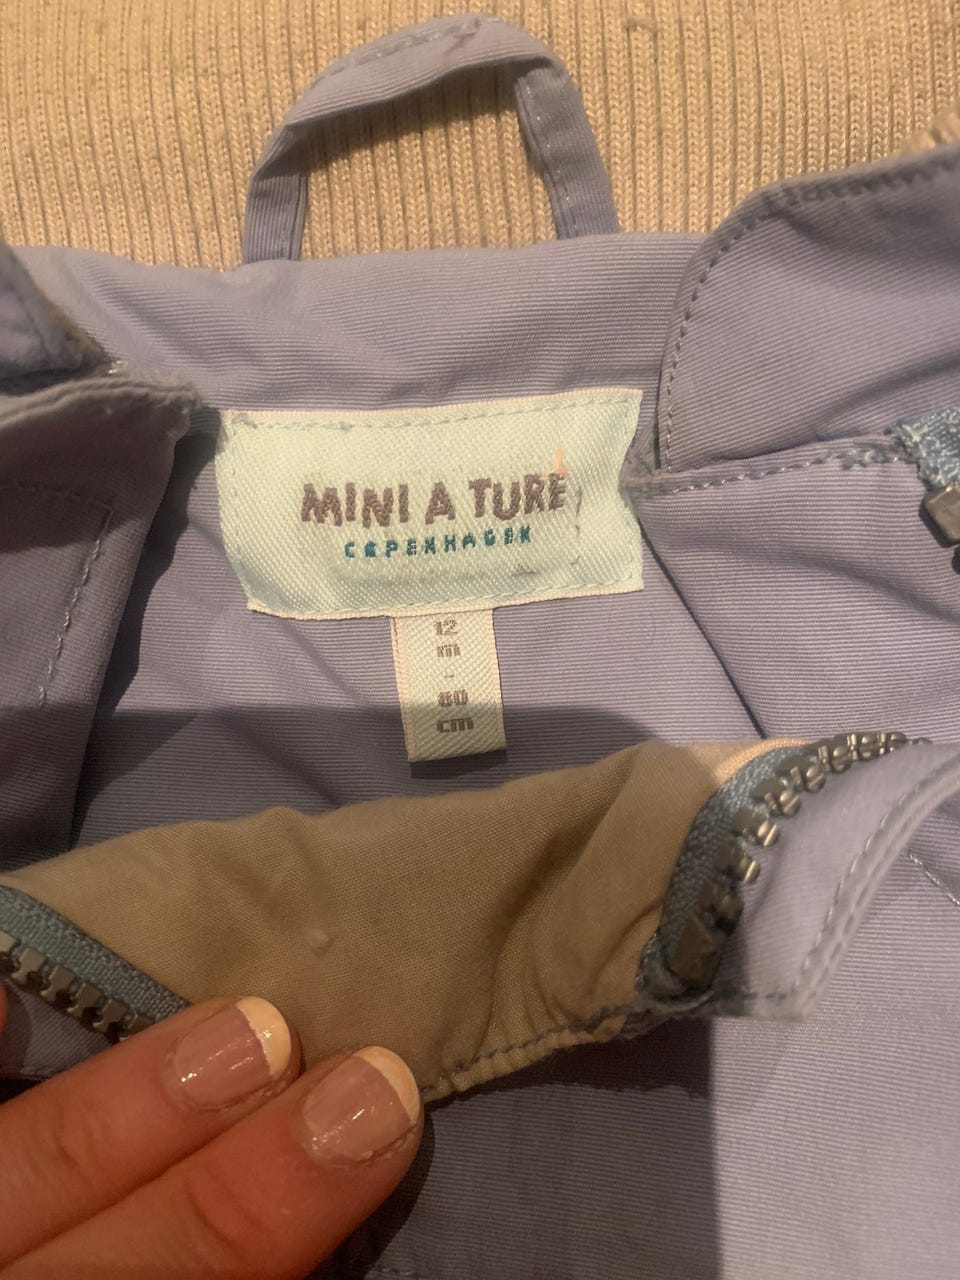 MINI A TURE
COPENHAGEN
12
m
-
80
cm